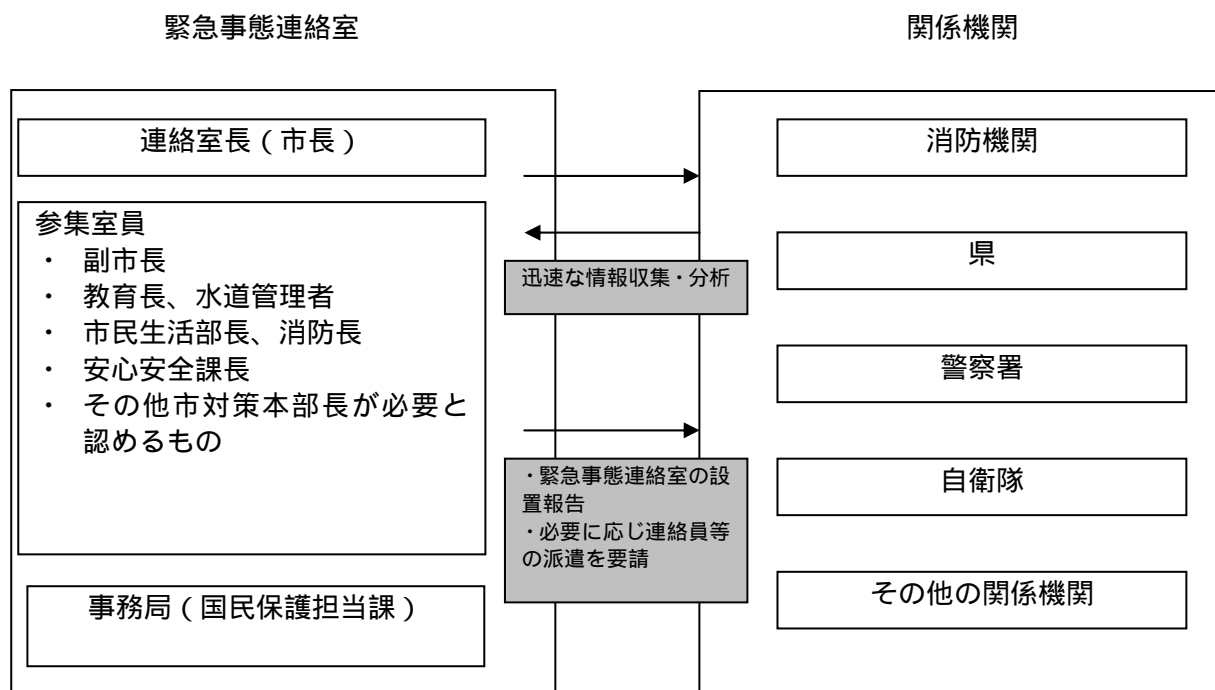 緊急事態連絡室
関係機関
連絡室長(市長)
参集室員
・ 副市長
・ 教育長、水道管理者
・ 市民生活部長、消防長
・ 安心安全課長
・ その他市対策本部長が必要と
認めるもの
事務局(国民保護担当課)
迅速な情報収集・分析
・緊急事態連絡室の設
置報告
・必要に応じ連絡員等
の派遣を要請
消防機関
県
警察署
自衛隊
その他の関係機関